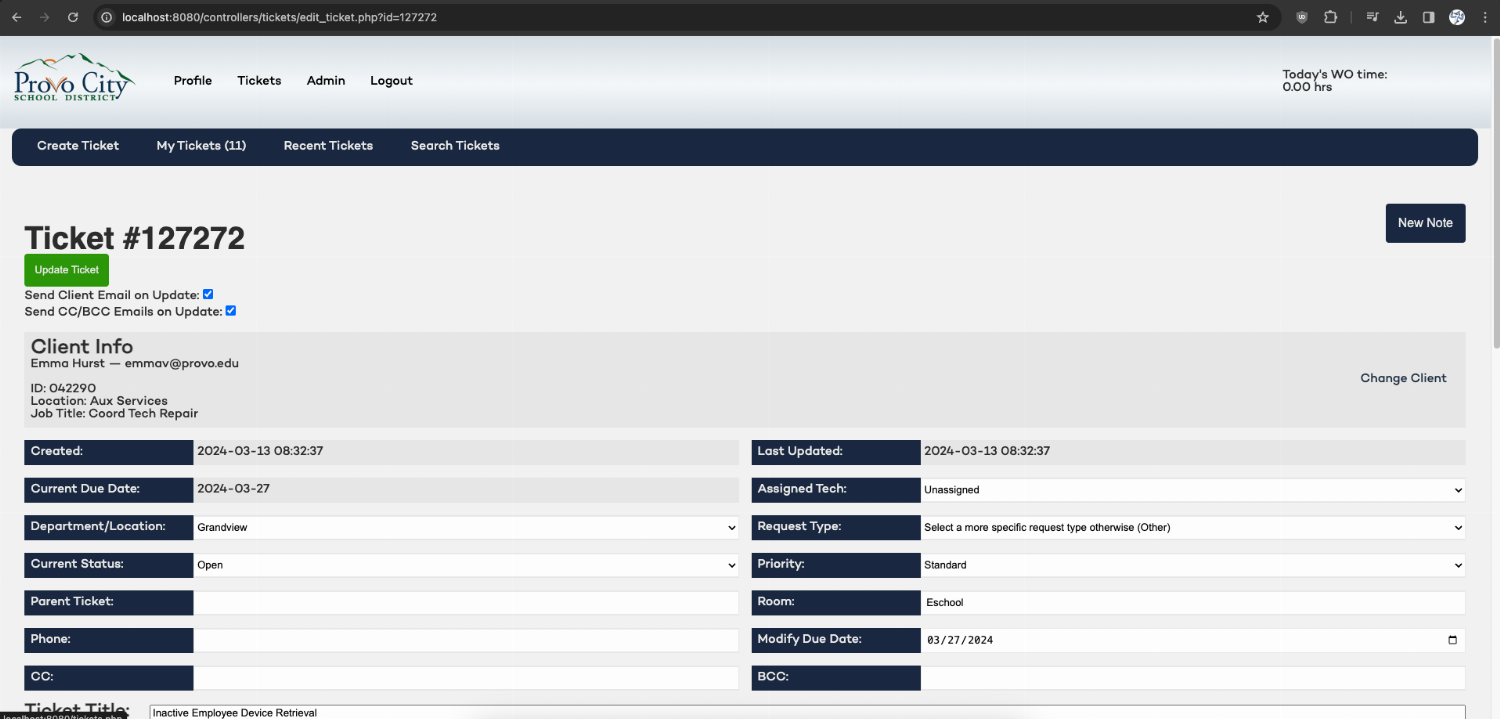 localhost:8080/controllers/tickets/edit_ticket.php?id=127272
Provo City
SCHOOL DISTRICT
Profile Tickets Admin Logout
Today's WO time:
0.00 hrs
Create Ticket My Tickets (11) Recent Tickets Search Tickets
New Note
Ticket #127272
Update Ticket
Send Client Email on Update:
Send CC/BCC Emails on Update:
Client Info
Emma Hurst — emmav@provo.edu
ID: 042290
Location: Aux Services
Job Title: Coord Tech Repair
Change Client
Created: 2024-03-13 08:32:37
Last Updated: 2024-03-13 08:32:37
Current Due Date: 2024-03-27
Assigned Tech: Unassigned
Department/Location: Grandview
Request Type: Select a more specific request type otherwise (Other)
Current Status: Open
Priority: Standard
Parent Ticket:
Room: Eschool
Phone:
Modify Due Date: 03/27/2024
CC:
BCC:
Ticket Title: Inactive Employee Device Retrieval
localhost:8080/tickets.php